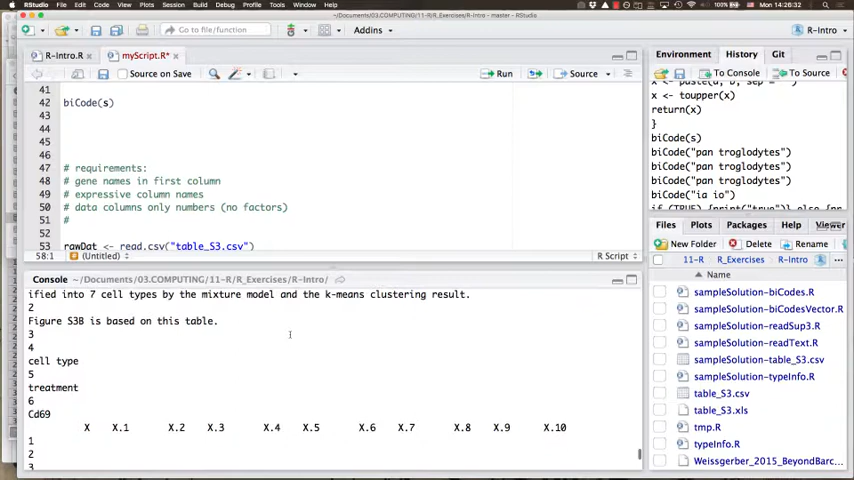 RStudio File Edit Code View Plots Session Build Debug Profile Tools Window Help 100% Mon 14:26:32
~/Documents/03.COMPUTING/11-R/R_Exercises/R-Intro - master - RStudio
Go to file/function Addins R-Intro
R-Intro.R myScript.R*
Source on Save Run Source
41
42 biCode(s)
43
44
45
46
47 # requirements:
48 # gene names in first column
49 # expressive column names
50 # data columns only numbers (no factors)
51 #
52
53 rawDat <- read.csv("table_S3.csv")
58:1 (Untitled) R Script
Console ~/Documents/03.COMPUTING/11-R/R_Exercises/R-Intro/
ified into 7 cell types by the mixture model and the k-means clustering result.
2
Figure S3B is based on this table.
3
4
cell type
5
treatment
6
Cd69
X X.1 X.2 X.3 X.4 X.5 X.6 X.7 X.8 X.9 X.10
1
2
3
Environment History Git
To Console To Source
x <- paste(a, b, sep = "")
x <- toupper(x)
return(x)
}
biCode(s)
biCode("pan troglodytes")
biCode("pan troglodytes")
biCode("pan troglodytes")
biCode("ia io")
if (TRUE) {print("true")} else {
Files Plots Packages Help Viewer
New Folder Delete Rename
11-R R_Exercises R-Intro
Name
sampleSolution-biCodes.R
sampleSolution-biCodesVector.R
sampleSolution-readSup3.R
sampleSolution-readText.R
sampleSolution-table_S3.csv
sampleSolution-typeInfo.R
table_S3.csv
table_S3.xls
tmp.R
typeInfo.R
Weissgerber_2015_BeyondBarc...